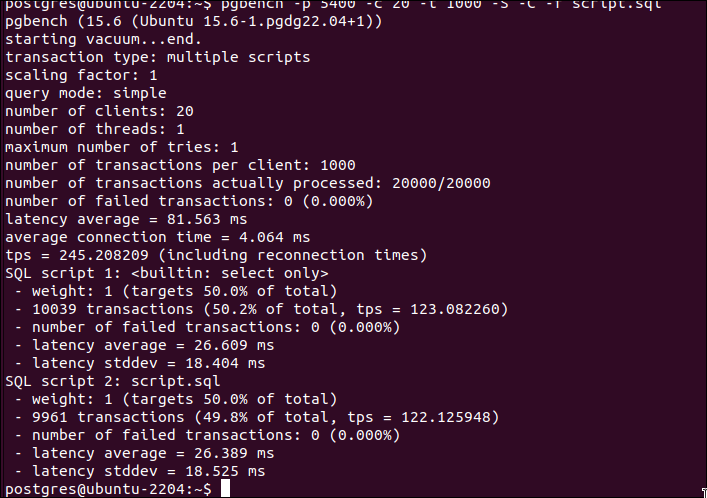 postgres@ubuntu-2204:~$ pgbench -p 5400 -c 20 -t 1000 -S -C -f script.sql
pgbench (15.6 (Ubuntu 15.6-1.pgdg22.04+1))
starting vacuum...end.
transaction type: multiple scripts
scaling factor: 1
query mode: simple
number of clients: 20
number of threads: 1
maximum number of tries: 1
number of transactions per client: 1000
number of transactions actually processed: 20000/20000
number of failed transactions: 0 (0.000%)
latency average = 81.563 ms
average connection time = 4.064 ms
tps = 245.208209 (including reconnection times)
SQL script 1: <builtin: select only>
 - weight: 1 (targets 50.0% of total)
 - 10039 transactions (50.2% of total, tps = 123.082260)
 - number of failed transactions: 0 (0.000%)
 - latency average = 26.609 ms
 - latency stddev = 18.404 ms
SQL script 2: script.sql
 - weight: 1 (targets 50.0% of total)
 - 9961 transactions (49.8% of total, tps = 122.125948)
 - number of failed transactions: 0 (0.000%)
 - latency average = 26.389 ms
 - latency stddev = 18.525 ms
postgres@ubuntu-2204:~$